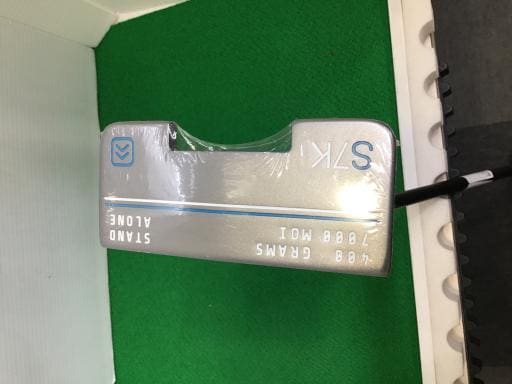 400 GRAMS
7000 MOI
STAND
ALONE
S7K